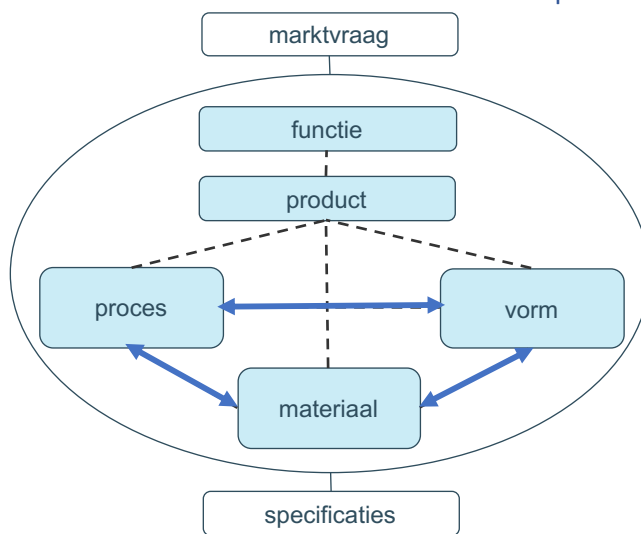 marktvraag
functie
product
proces
vorm
materiaal
specificaties